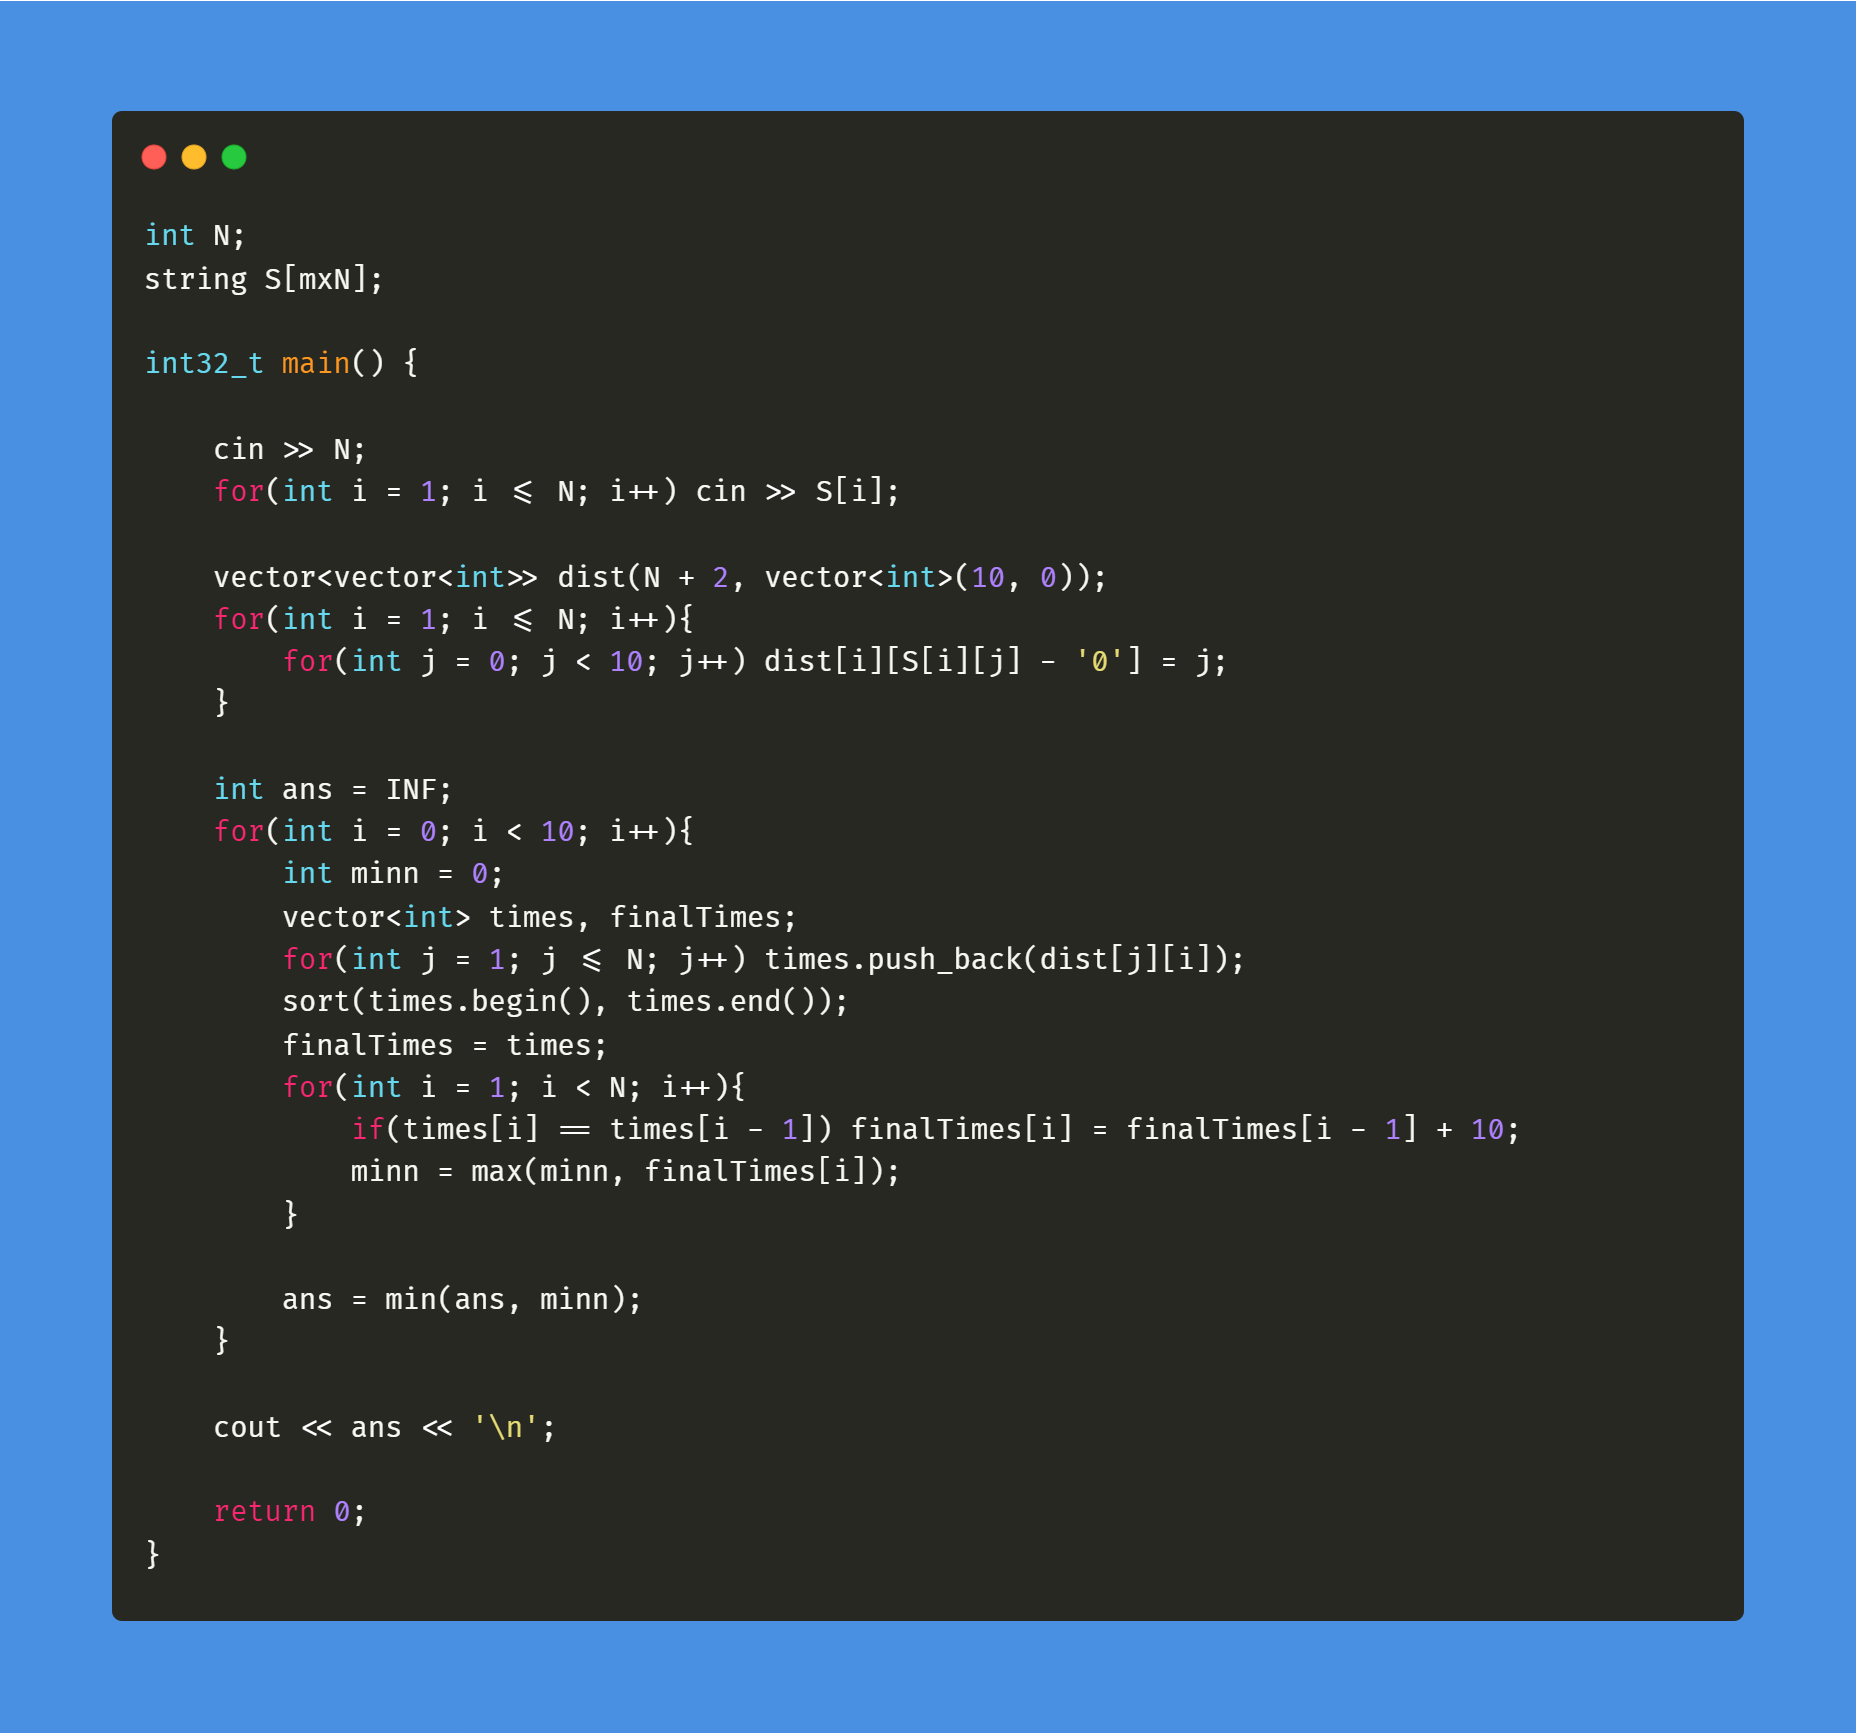 int N;
string S[mxN];
int32_t main() {
    cin >> N;
    for(int i = 1; i <= N; i++) cin >> S[i];
    vector<vector<int>> dist(N + 2, vector<int>(10, 0));
    for(int i = 1; i <= N; i++){
        for(int j = 0; j < 10; j++) dist[i][S[i][j] - '0'] = j;
    }
    int ans = INF;
    for(int i = 0; i < 10; i++){
        int minn = 0;
        vector<int> times, finalTimes;
        for(int j = 1; j <= N; j++) times.push_back(dist[j][i]);
        sort(times.begin(), times.end());
        finalTimes = times;
        for(int i = 1; i < N; i++){
            if(times[i] == times[i - 1]) finalTimes[i] = finalTimes[i - 1] + 10;
            minn = max(minn, finalTimes[i]);
        }
        ans = min(ans, minn);
    }
    cout << ans << '\n';
    return 0;
}